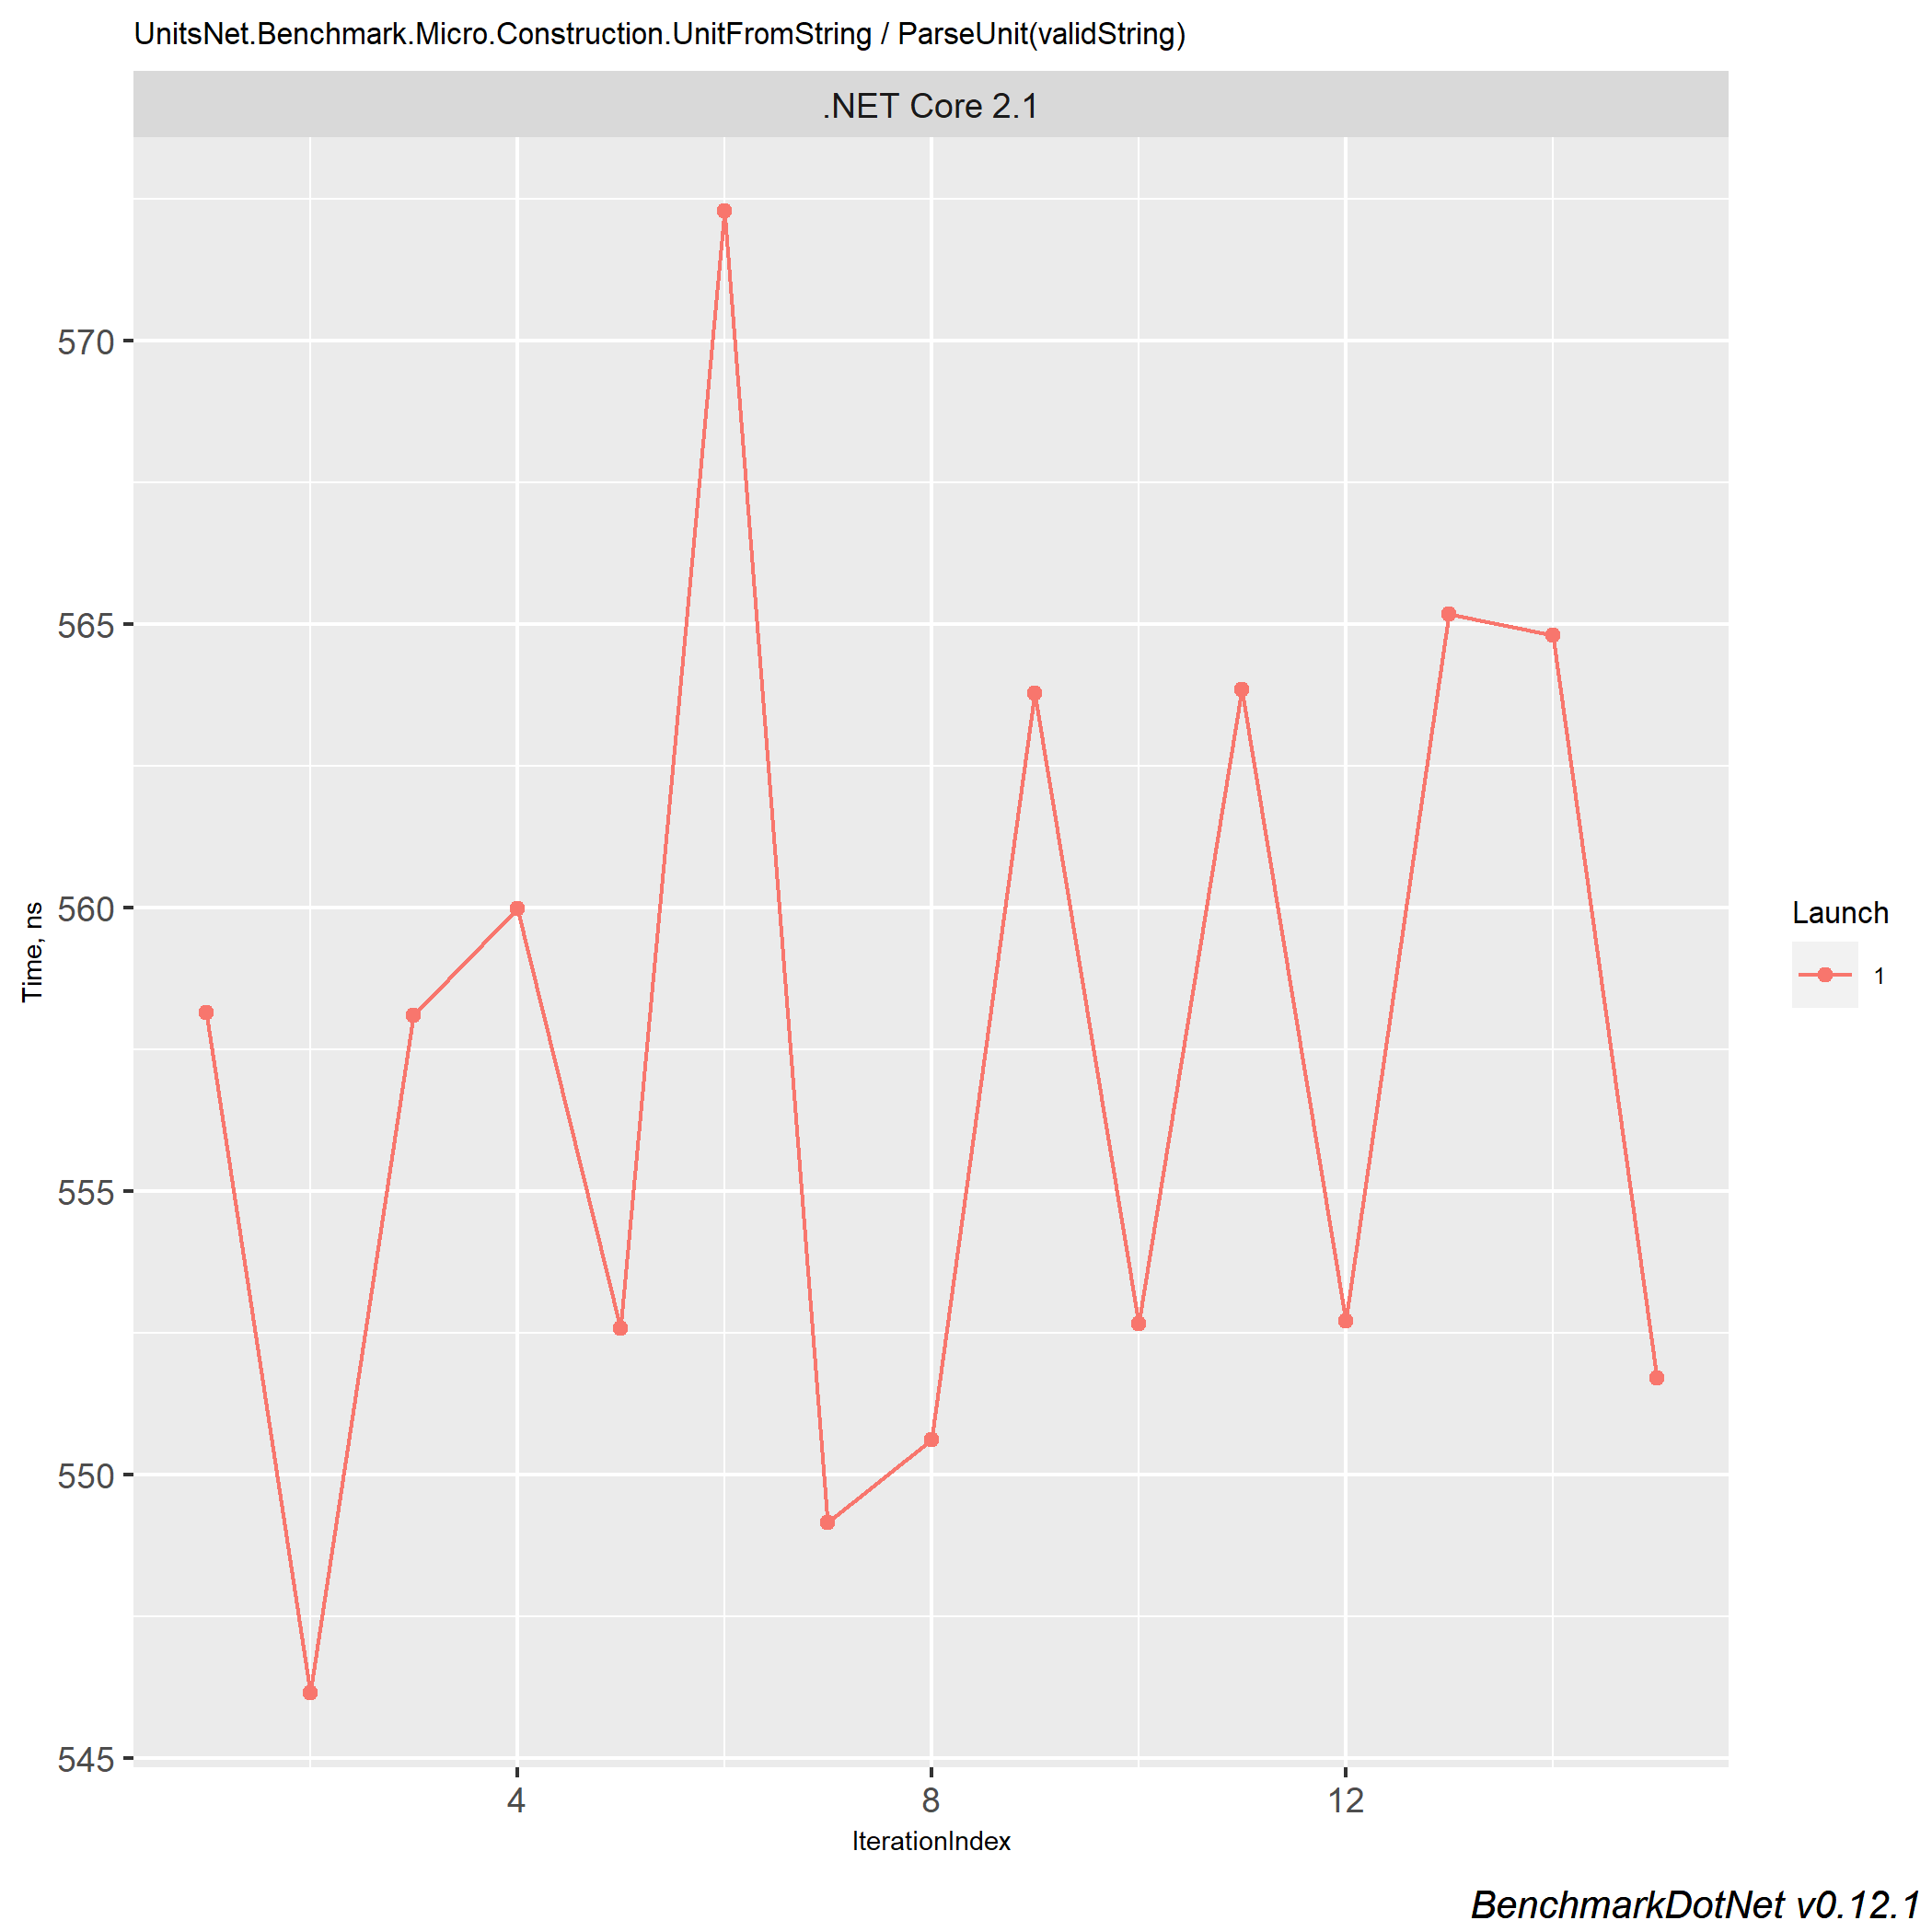 UnitsNet.Benchmark.Micro.Construction.UnitFromString / ParseUnit(validString)
.NET Core 2.1
570
565
560
555
550
545
Time, ns
4
8
12
IterationIndex
Launch
1
BenchmarkDotNet v0.12.1